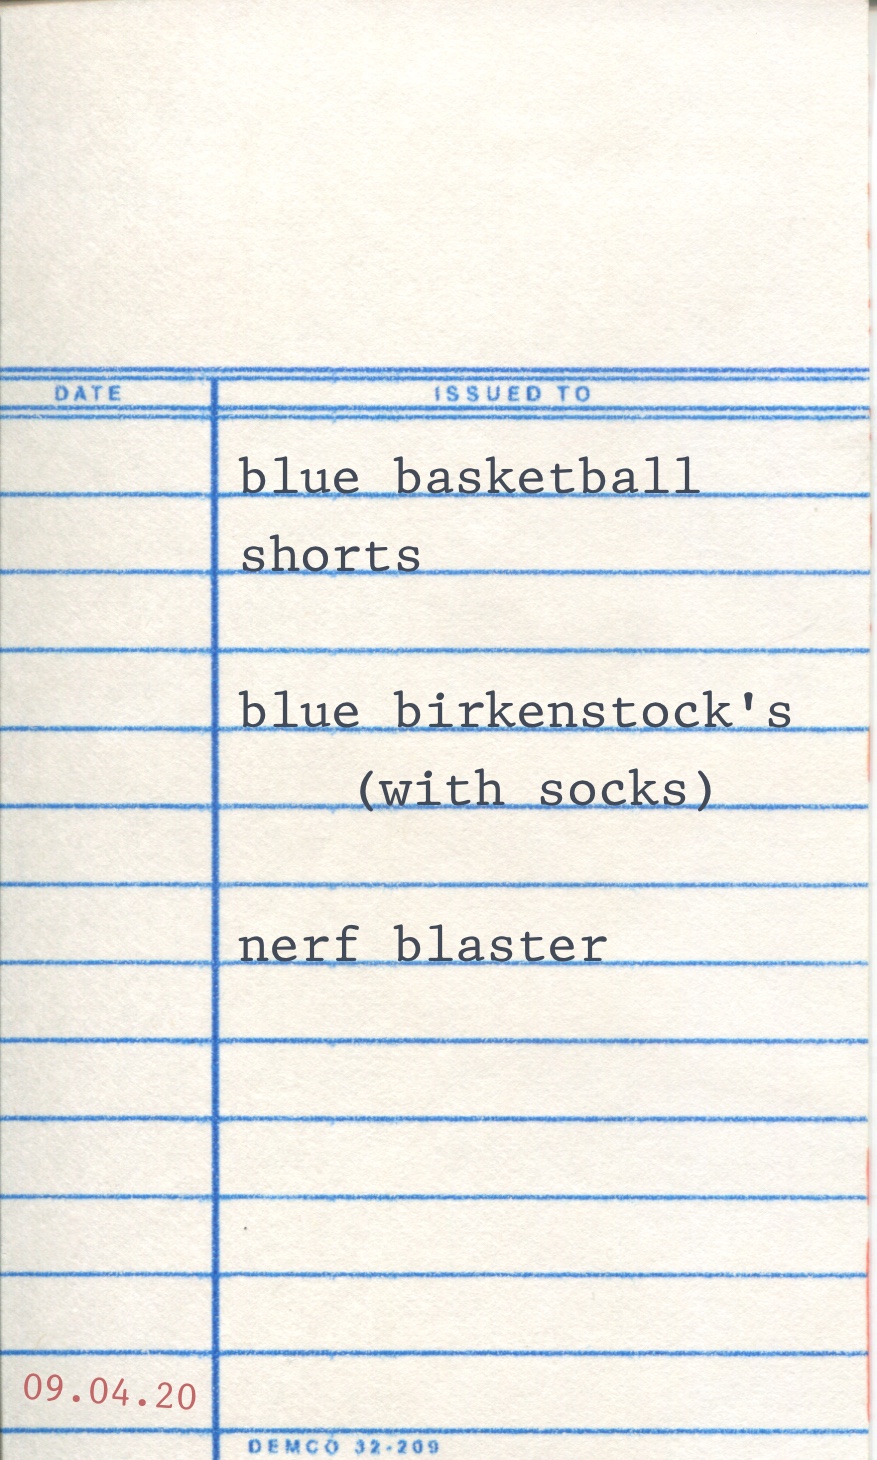 DATE ISSUED TO
blue basketball
shorts
blue birkenstock's
(with socks)
nerf blaster
09.04.20
DEMCO 32-209